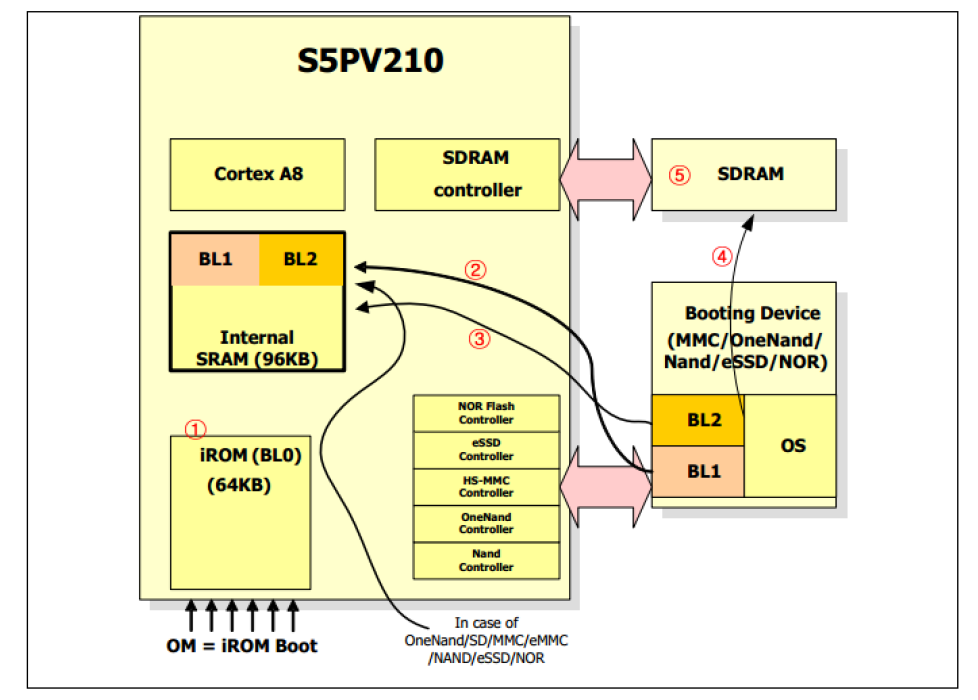 S5PV210
Cortex A8
SDRAM
controller
⑤
SDRAM
BL1
BL2
Internal
SRAM (96KB)
②
③
④
Booting Device
(MMC/OneNand/
Nand/eSSD/NOR)
BL2
BL1
OS
①
iROM (BL0)
(64KB)
NOR Flash
Controller
eSSD
Controller
HS-MMC
Controller
OneNand
Controller
Nand
Controller
OM = iROM Boot
In case of
OneNand/SD/MMC/eMMC
/NAND/eSSD/NOR